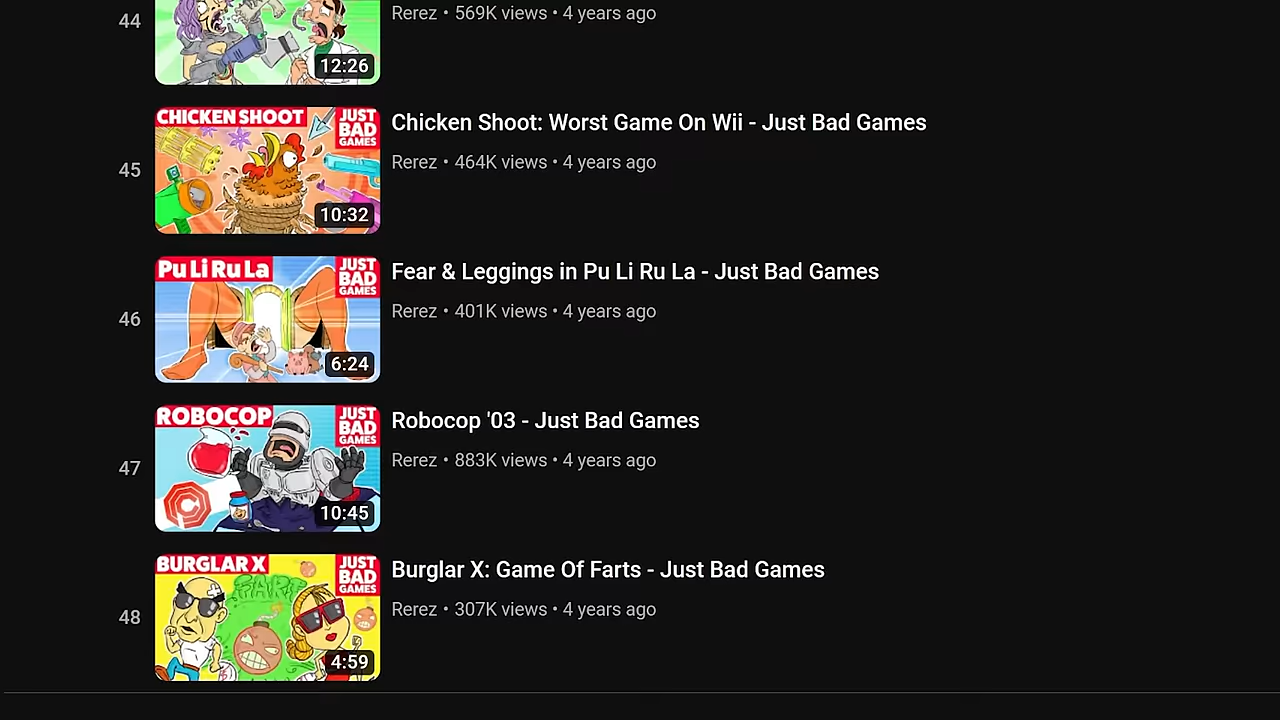 44
12:26
Rerez • 569K views • 4 years ago
45
CHICKEN SHOOT
JUST
BAD
GAMES
10:32
Chicken Shoot: Worst Game On Wii - Just Bad Games
Rerez • 464K views • 4 years ago
46
Pu Li Ru La
JUST
BAD
GAMES
6:24
Fear & Leggings in Pu Li Ru La - Just Bad Games
Rerez • 401K views • 4 years ago
47
ROBOCOP
JUST
BAD
GAMES
10:45
Robocop '03 - Just Bad Games
Rerez • 883K views • 4 years ago
48
BURGLAR X
JUST
BAD
GAMES
FART
4:59
Burglar X: Game Of Farts - Just Bad Games
Rerez • 307K views • 4 years ago